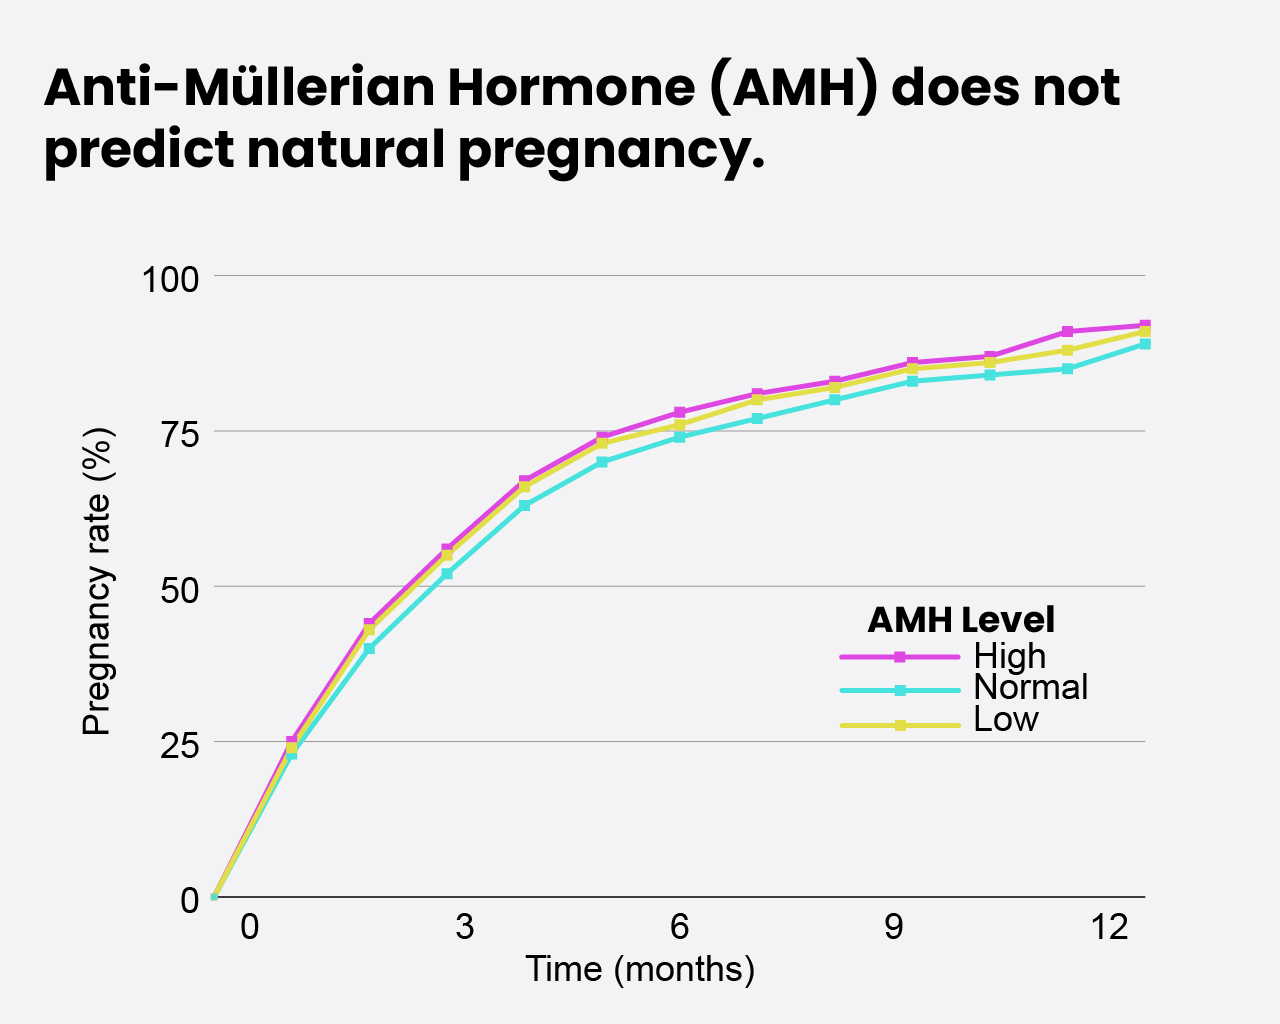 Anti-Müllerian Hormone (AMH) does not
predict natural pregnancy.
100
75
50
25
0
Pregnancy rate (%)
AMH Level
High
Normal
Low
0 3 6 9 12
Time (months)